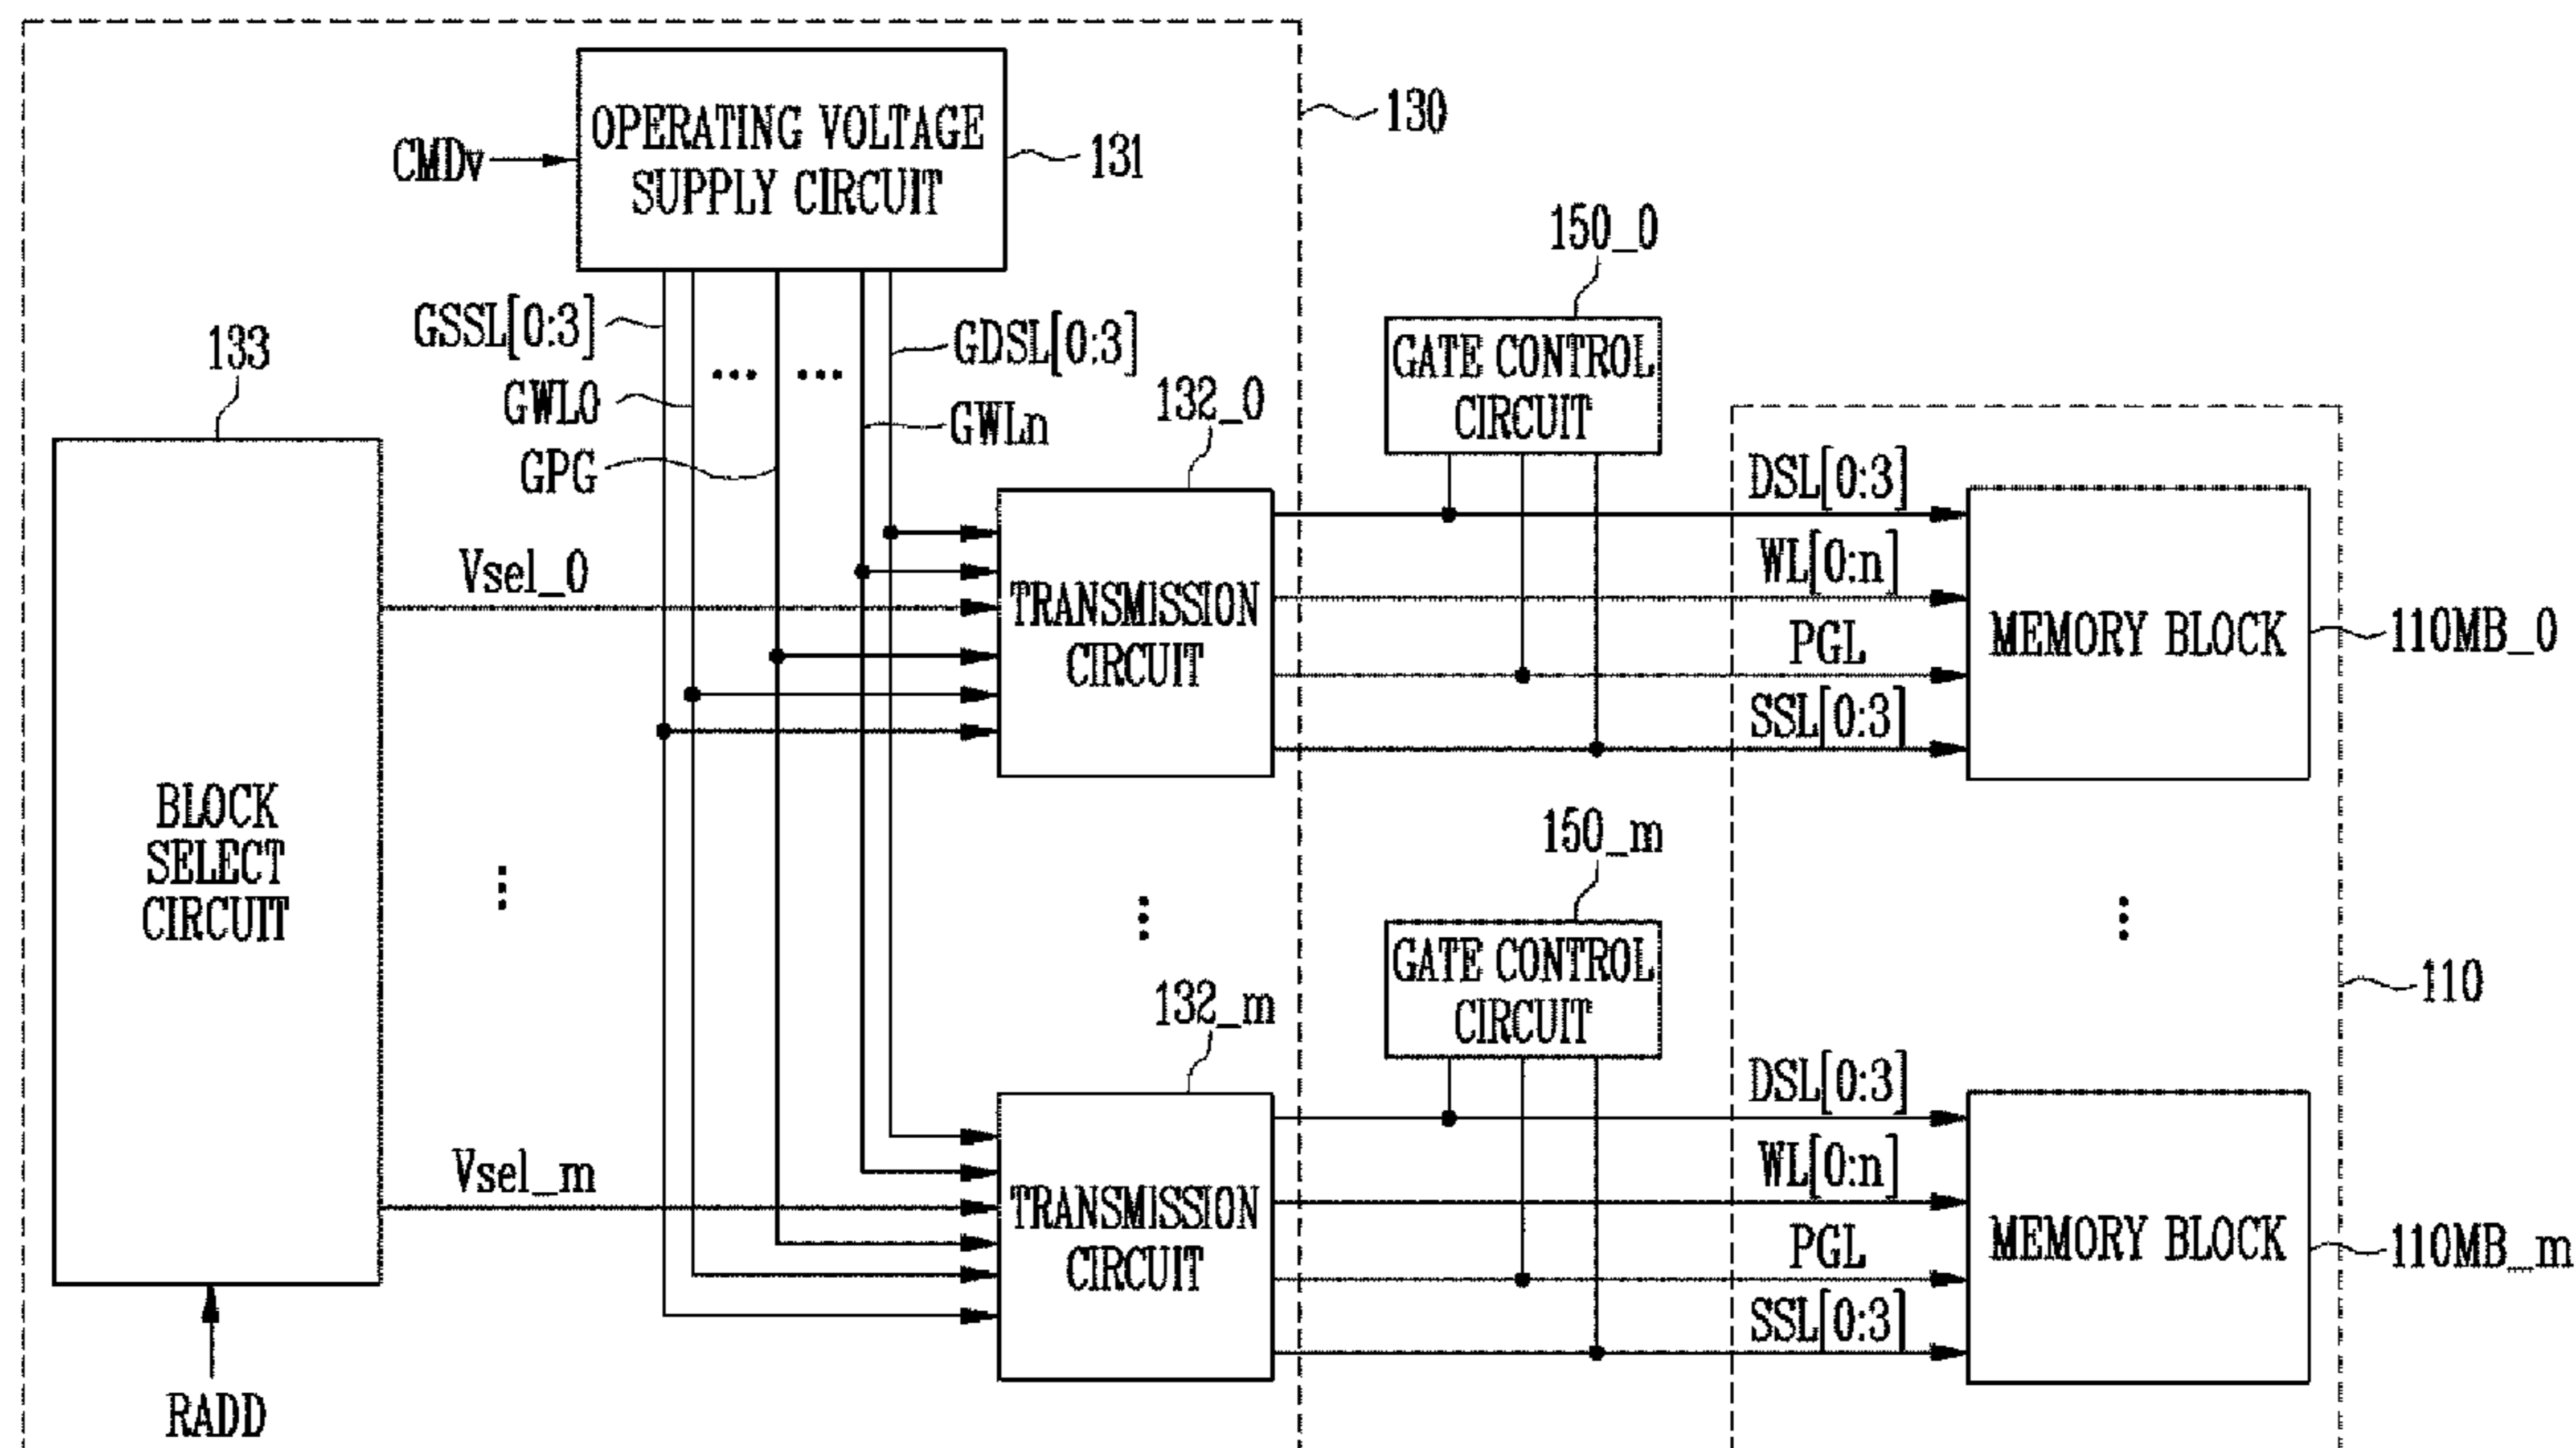 OPERATING VOLTAGE
SUPPLY CIRCUIT
CMDv
130
131
150_0
GSSL[0:3]
GDSL[0:3]
133
GATE CONTROL
CIRCUIT
GWL0
GWLn
132_0
GPG
DSL[0:3]
Vsel_0
WL[0:n]
TRANSMISSION
CIRCUIT
PGL
MEMORY BLOCK
110MB_0
SSL[0:3]
BLOCK
SELECT
CIRCUIT
150_m
GATE CONTROL
CIRCUIT
110
132_m
DSL[0:3]
Vsel_m
WL[0:n]
TRANSMISSION
CIRCUIT
PGL
MEMORY BLOCK
110MB_m
SSL[0:3]
RADD